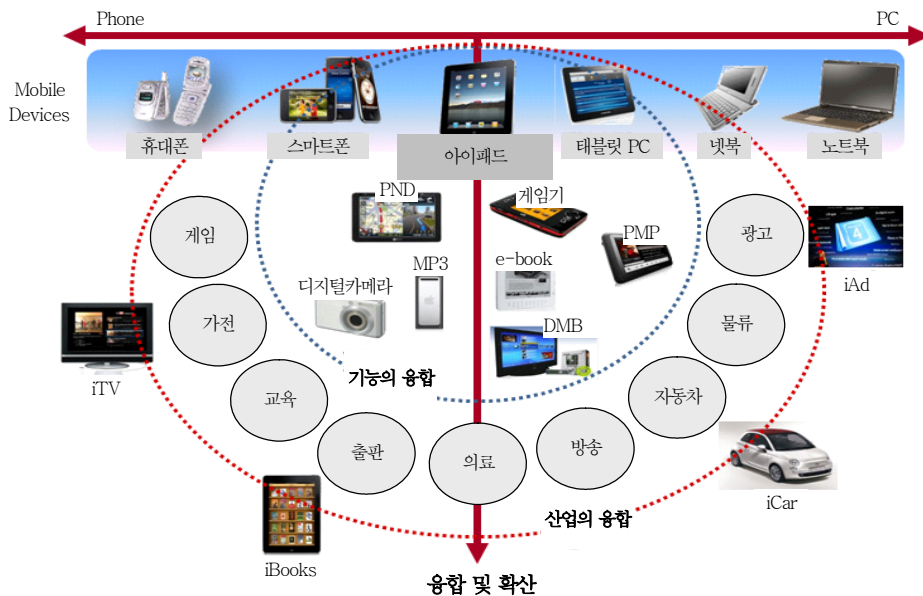 Phone
PC
Mobile
Devices
휴대폰
스마트폰
아이패드
태블릿 PC
넷북
노트북
PND
게임기
PMP
게임
광고
MP3
e-book
디지털카메라
iAd
가전
물류
DMB
iTV
기능의 융합
교육
자동차
출판
의료
방송
iCar
산업의 융합
iBooks
융합 및 확산